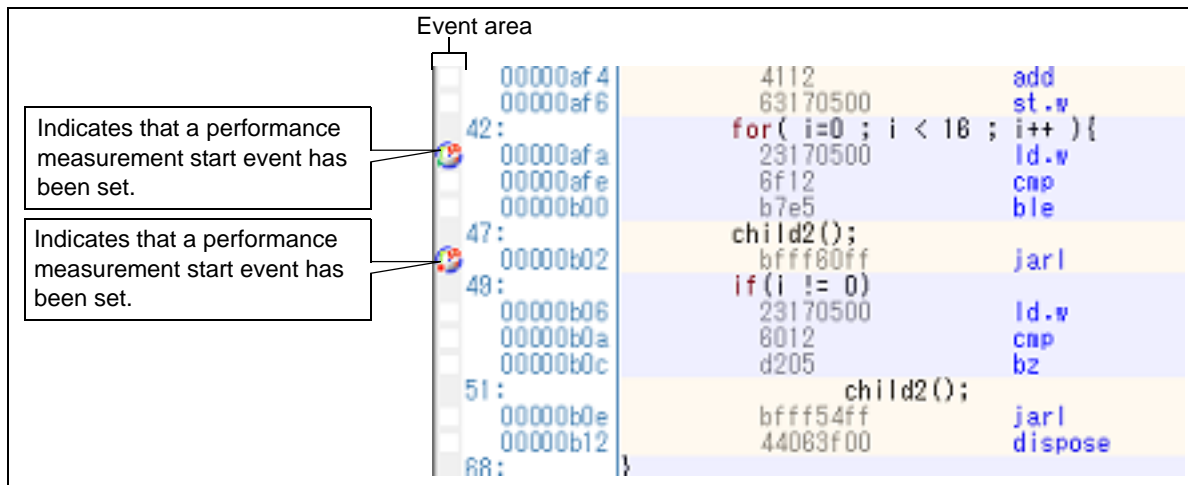 Event area
00000af4 4112 add
00000af6 63170500 st.w
Indicates that a performance measurement start event has been set.
42: for( i=0 ; i < 16 ; i++ ){
00000afa 23170500 ld.w
00000afe 6f12 cmp
00000b00 b7e5 ble
Indicates that a performance measurement start event has been set.
47: child2();
00000b02 bfff60ff jarl
49: if(i != 0)
00000b06 23170500 ld.w
00000b0a 6012 cmp
00000b0c d205 bz
51: child2();
00000b0e bfff54ff jarl
00000b12 44063f00 dispose
68: }